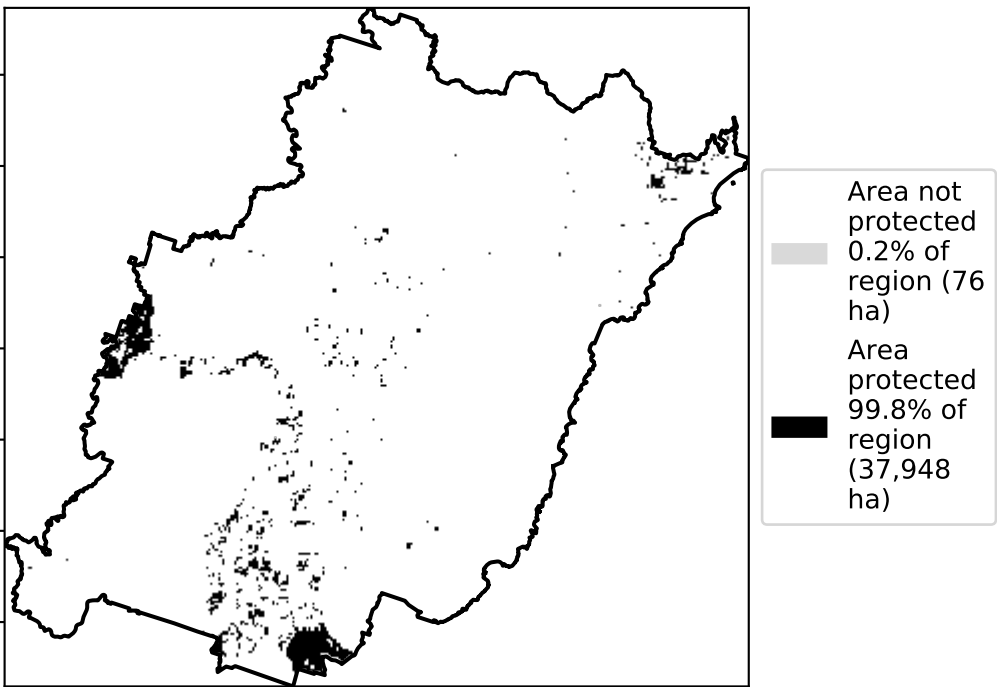 Area not
protected
0.2% of
region (76
ha)
Area
protected
99.8% of
region
(37,948
ha)